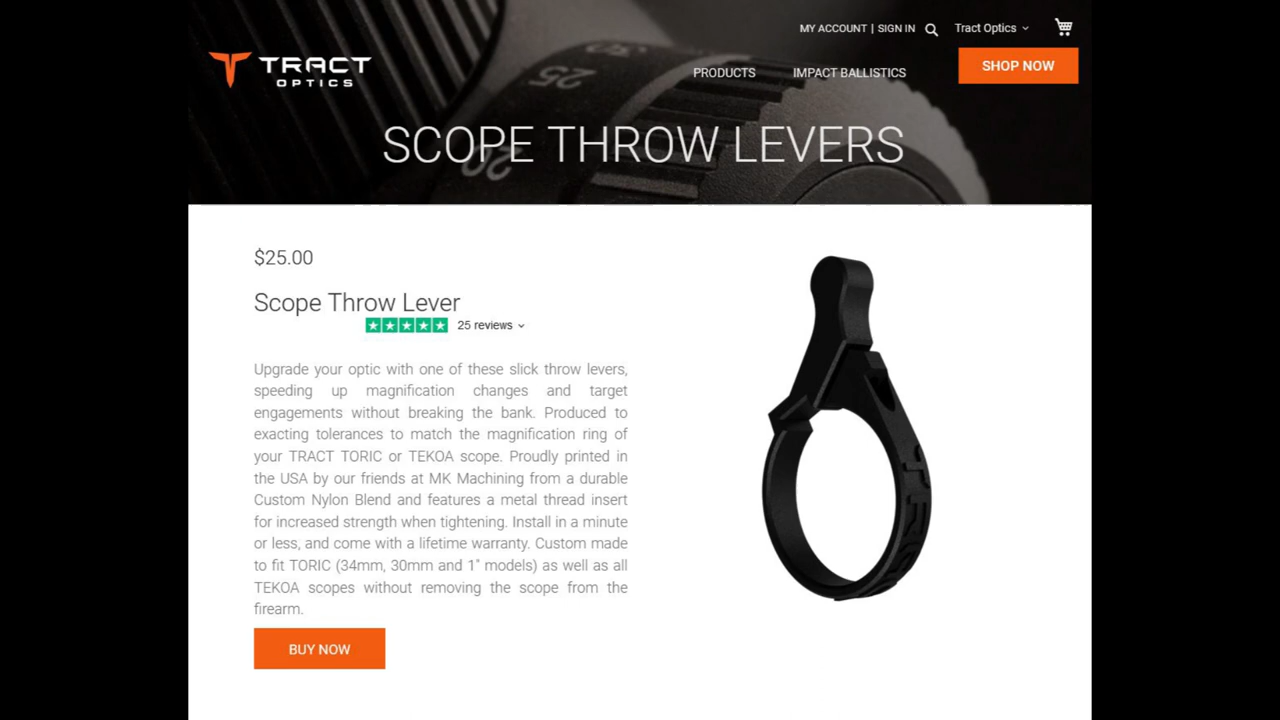 MY ACCOUNT | SIGN IN
Tract Optics
TRACT
OPTICS
PRODUCTS
IMPACT BALLISTICS
SHOP NOW
30
25
20
SCOPE THROW LEVERS
$25.00
Scope Throw Lever
25 reviews
Upgrade your optic with one of these slick throw levers,
speeding up magnification changes and target
engagements without breaking the bank. Produced to
exacting tolerances to match the magnification ring of
your TRACT TORIC or TEKOA scope. Proudly printed in
the USA by our friends at MK Machining from a durable
Custom Nylon Blend and features a metal thread insert
for increased strength when tightening. Install in a minute
or less, and come with a lifetime warranty. Custom made
to fit TORIC (34mm, 30mm and 1" models) as well as all
TEKOA scopes without removing the scope from the
firearm.
BUY NOW
TRACT